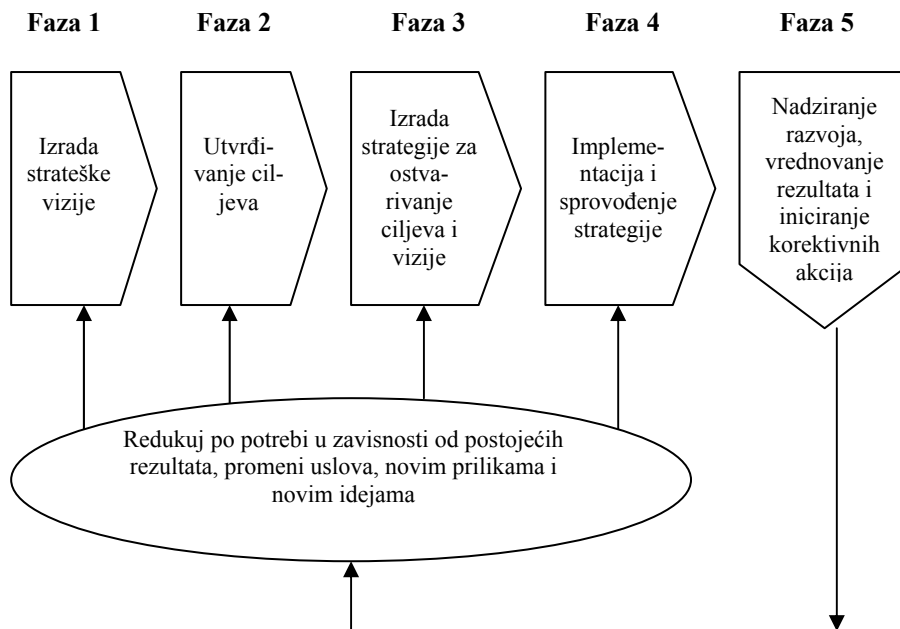 Faza 1
Faza 2
Faza 3
Faza 4
Faza 5
Izrada
strateške
vizije
Utvrđi-
vanje cil-
jeva
Izrada
strategije za
ostva-
rivanje
ciljeva i
vizije
Impleme-
ntacija i
sprovođenje
strategije
Nadziranje
razvoja,
vrednovanje
rezultata i
iniciranje
korektivnih
akcija
Redukuj po potrebi u zavisnosti od postojećih
rezultata, promeni uslova, novim prilikama i
novim idejama